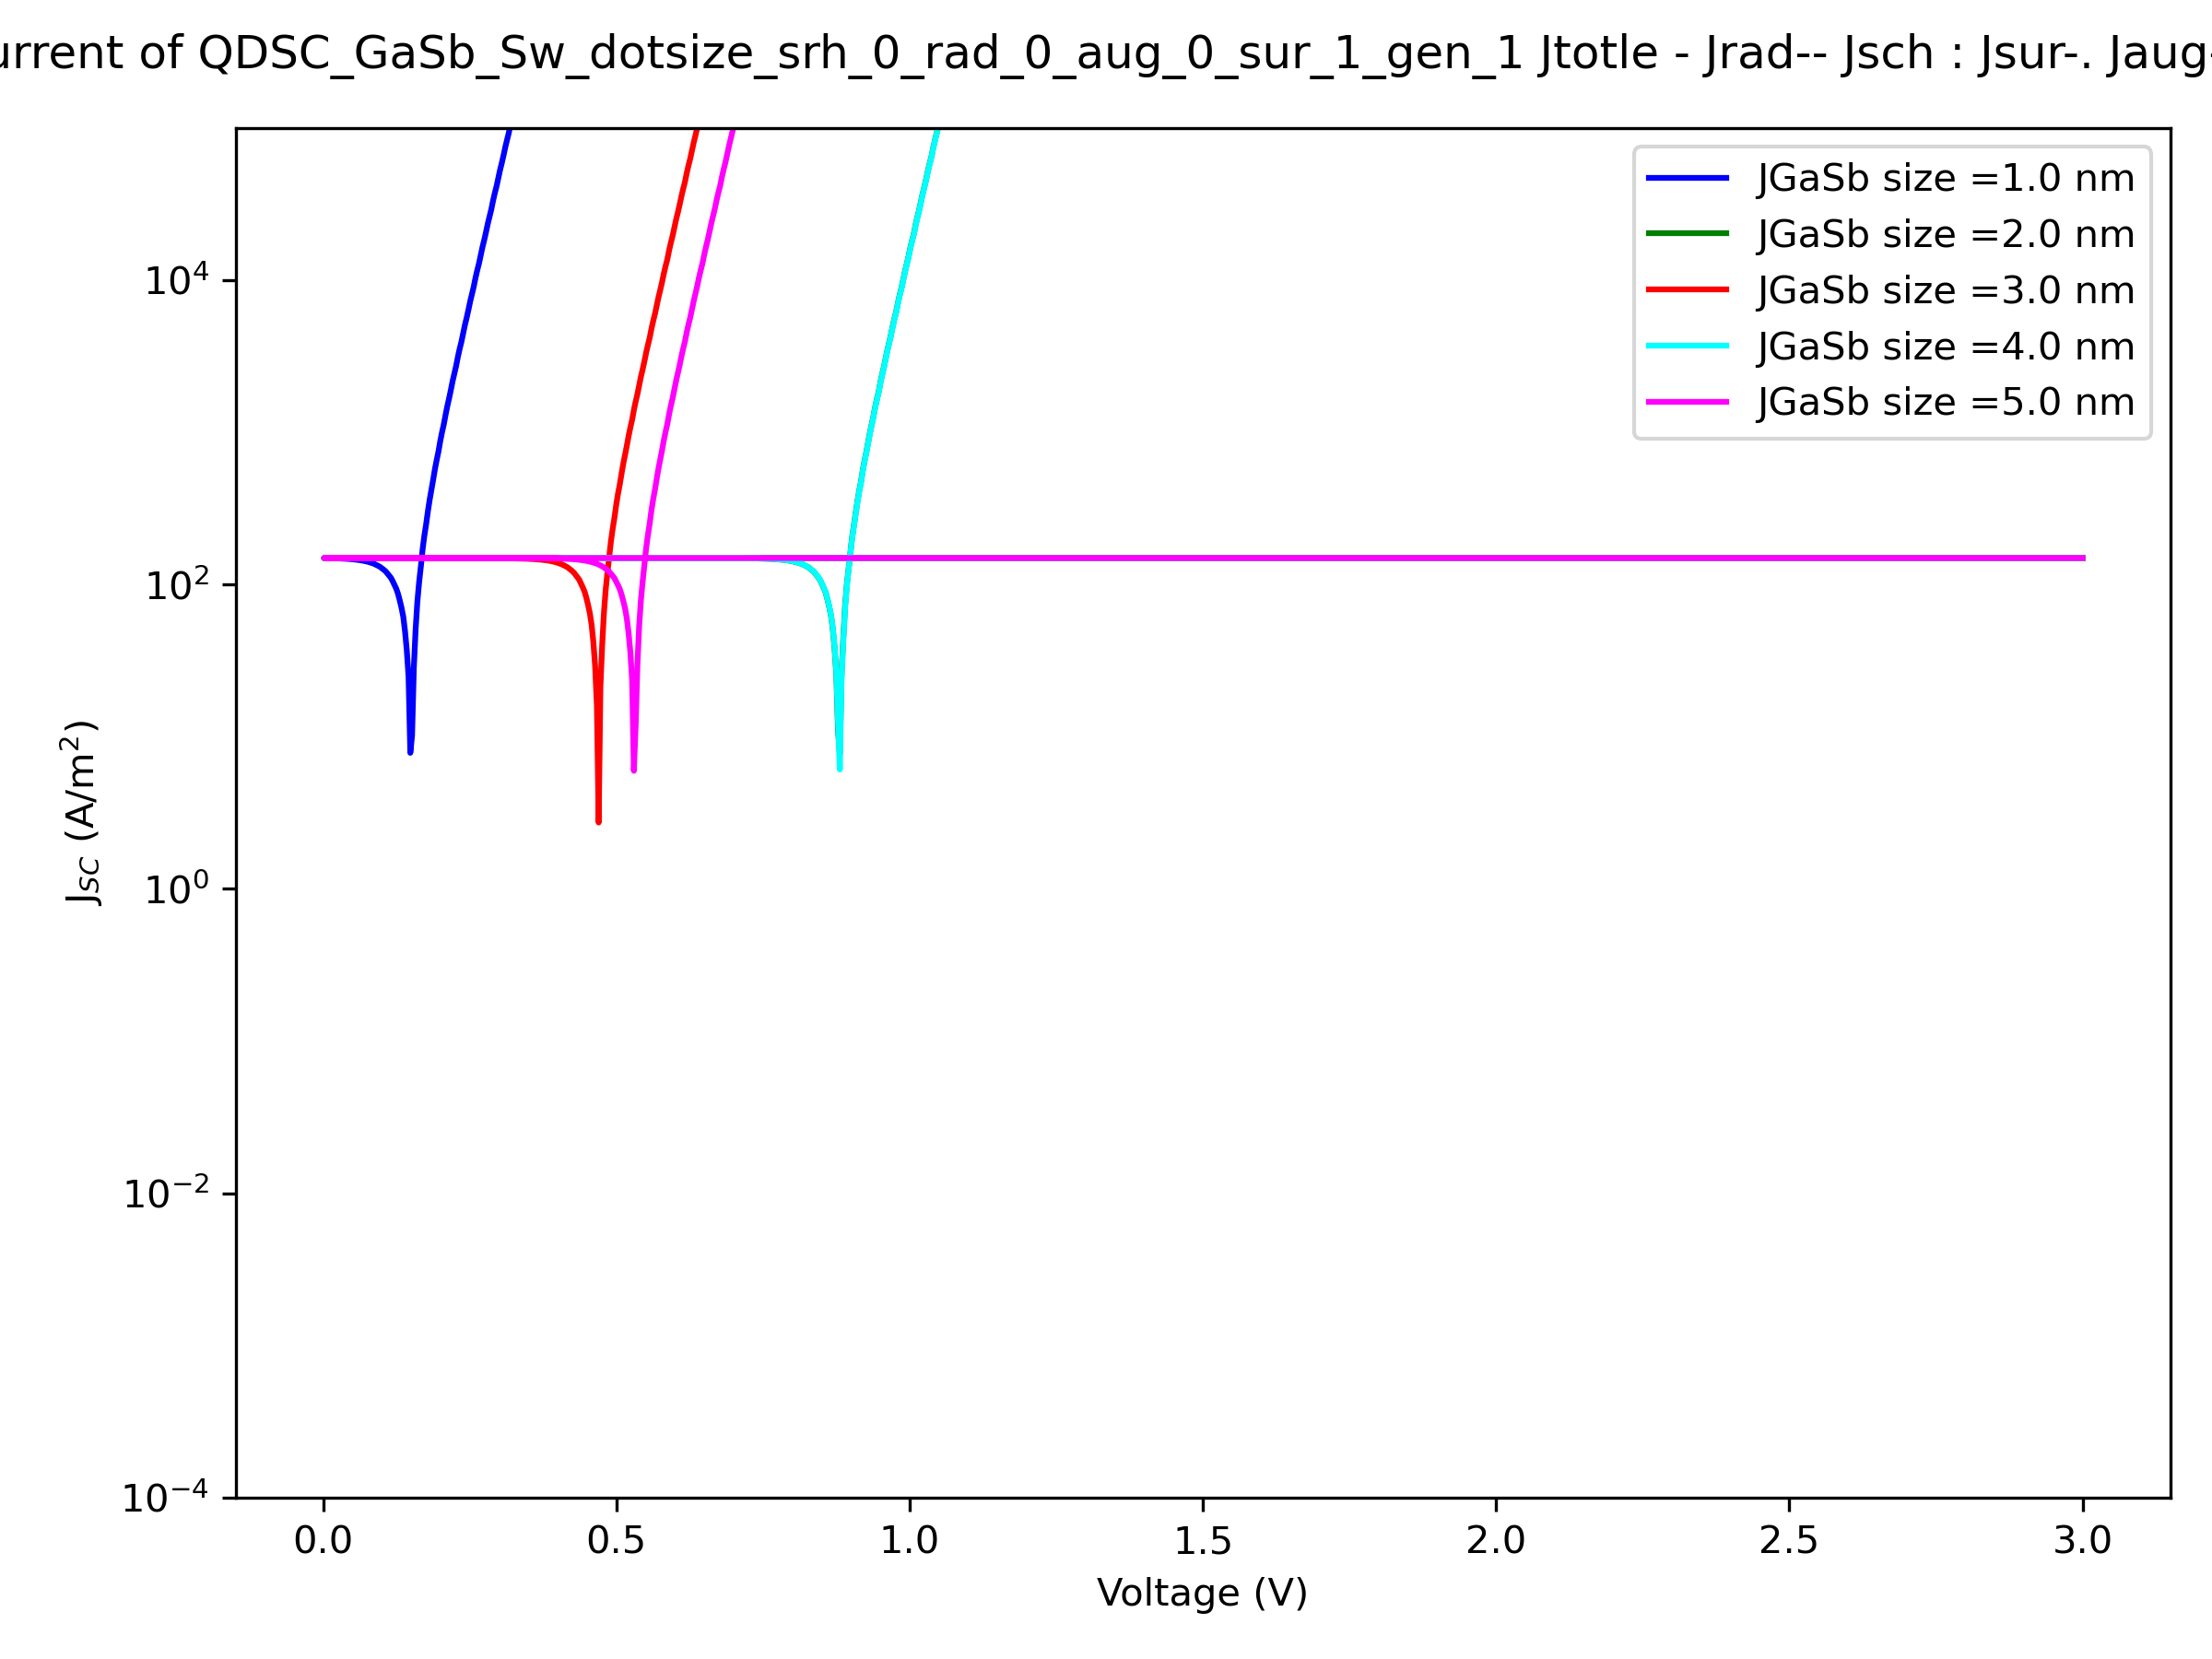 urrent of QDSC_GaSb_Sw_dotsize_srh_0_rad_0_aug_0_sur_1_gen_1 Jtotle - Jrad-- Jsch : Jsur-. Jaug-
JGaSb size =1.0 nm
JGaSb size =2.0 nm
JGaSb size =3.0 nm
JGaSb size =4.0 nm
JGaSb size =5.0 nm
10⁴
10²
10⁰
10⁻²
10⁻⁴
J_SC (A/m²)
0.0 0.5 1.0 1.5 2.0 2.5 3.0
Voltage (V)